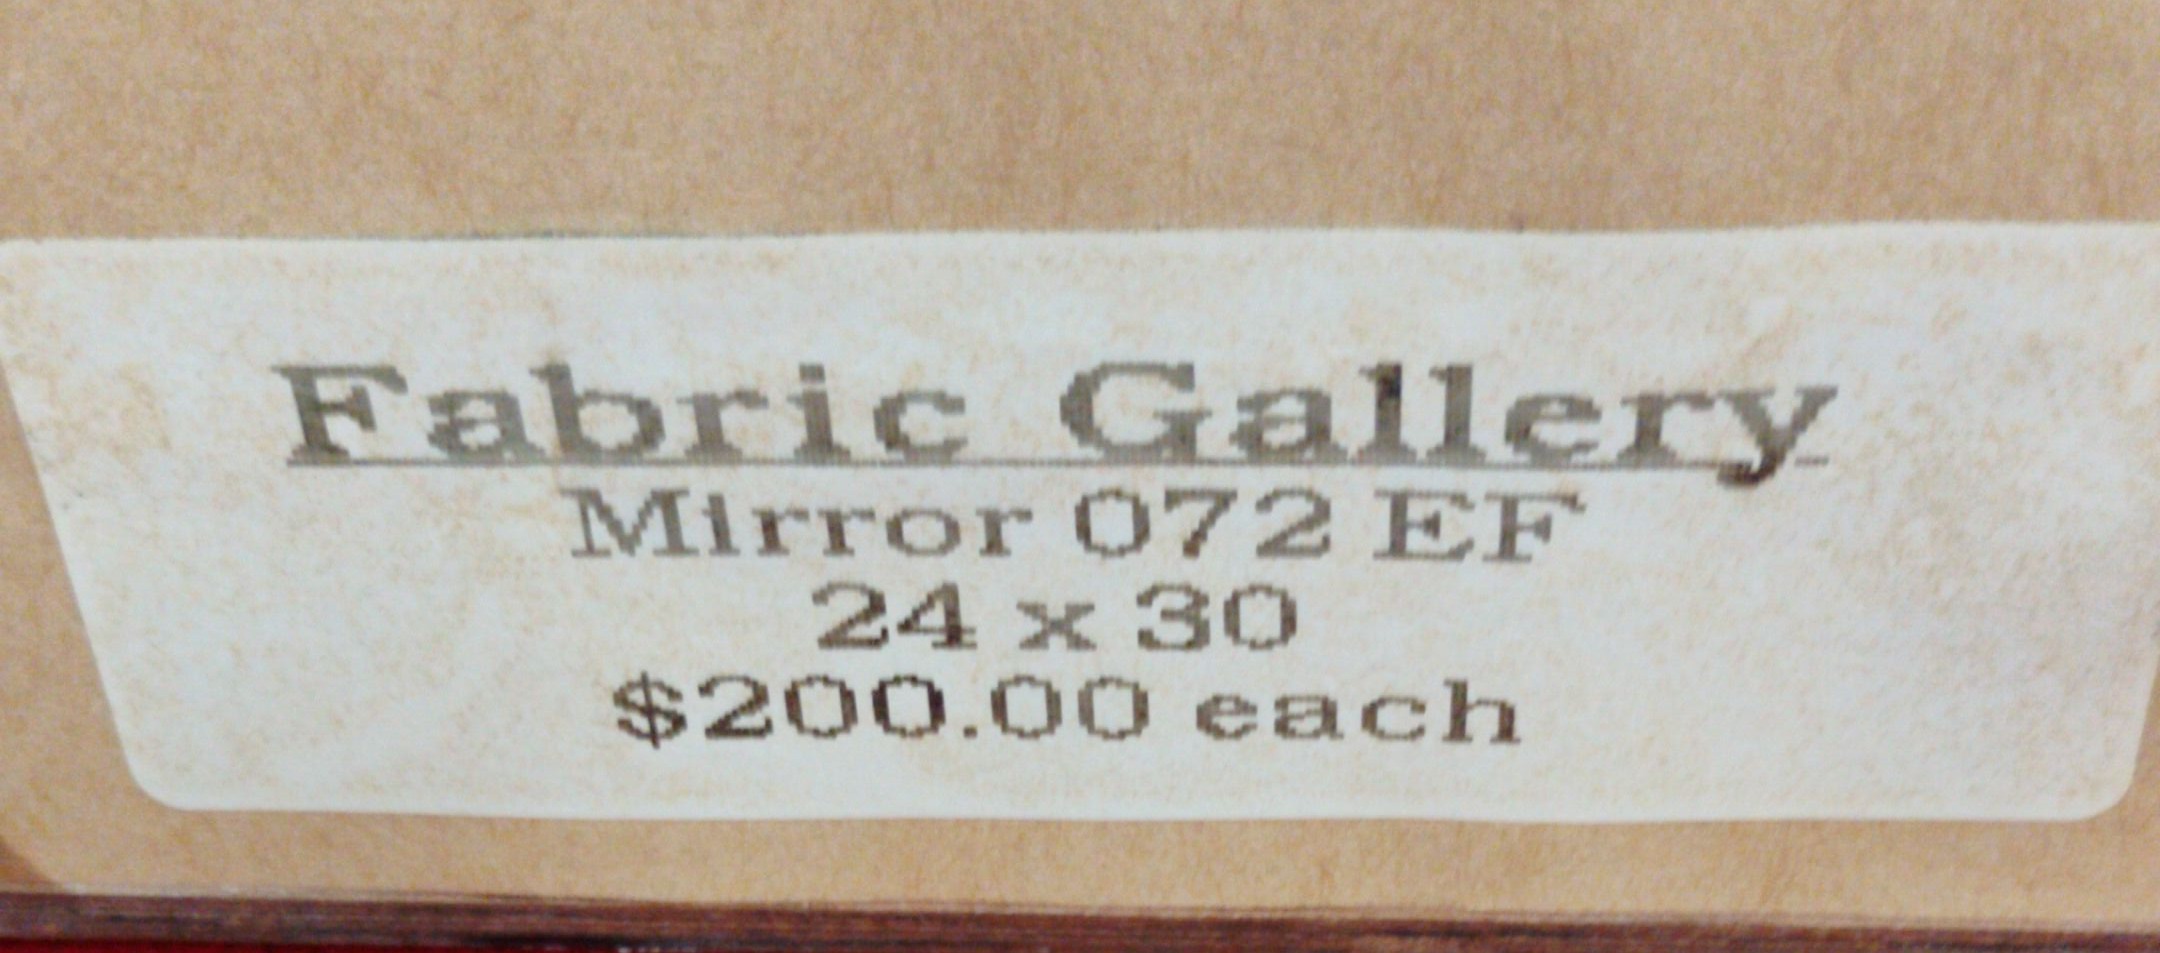 Fabric Gallery
Mirror 072 EF
24 x 30
$200.00 each